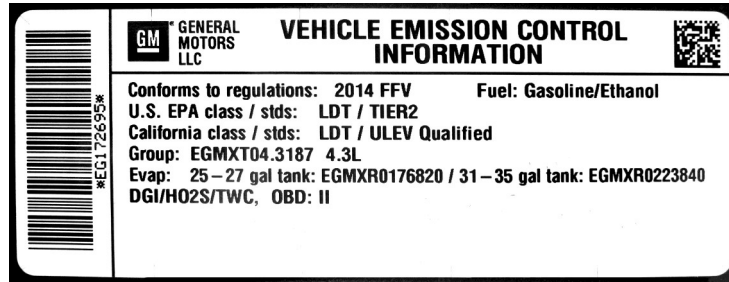 *EG172695*
GM GENERAL
MOTORS
LLC
VEHICLE EMISSION CONTROL
INFORMATION
Conforms to regulations: 2014 FFV Fuel: Gasoline/Ethanol
U.S. EPA class / stds: LDT / TIER2
California class / stds: LDT / ULEV Qualified
Group: EGMXT04.3187 4.3L
Evap: 25–27 gal tank: EGMXR0176820 / 31–35 gal tank: EGMXR0223840
DGI/HO2S/TWC, OBD: II